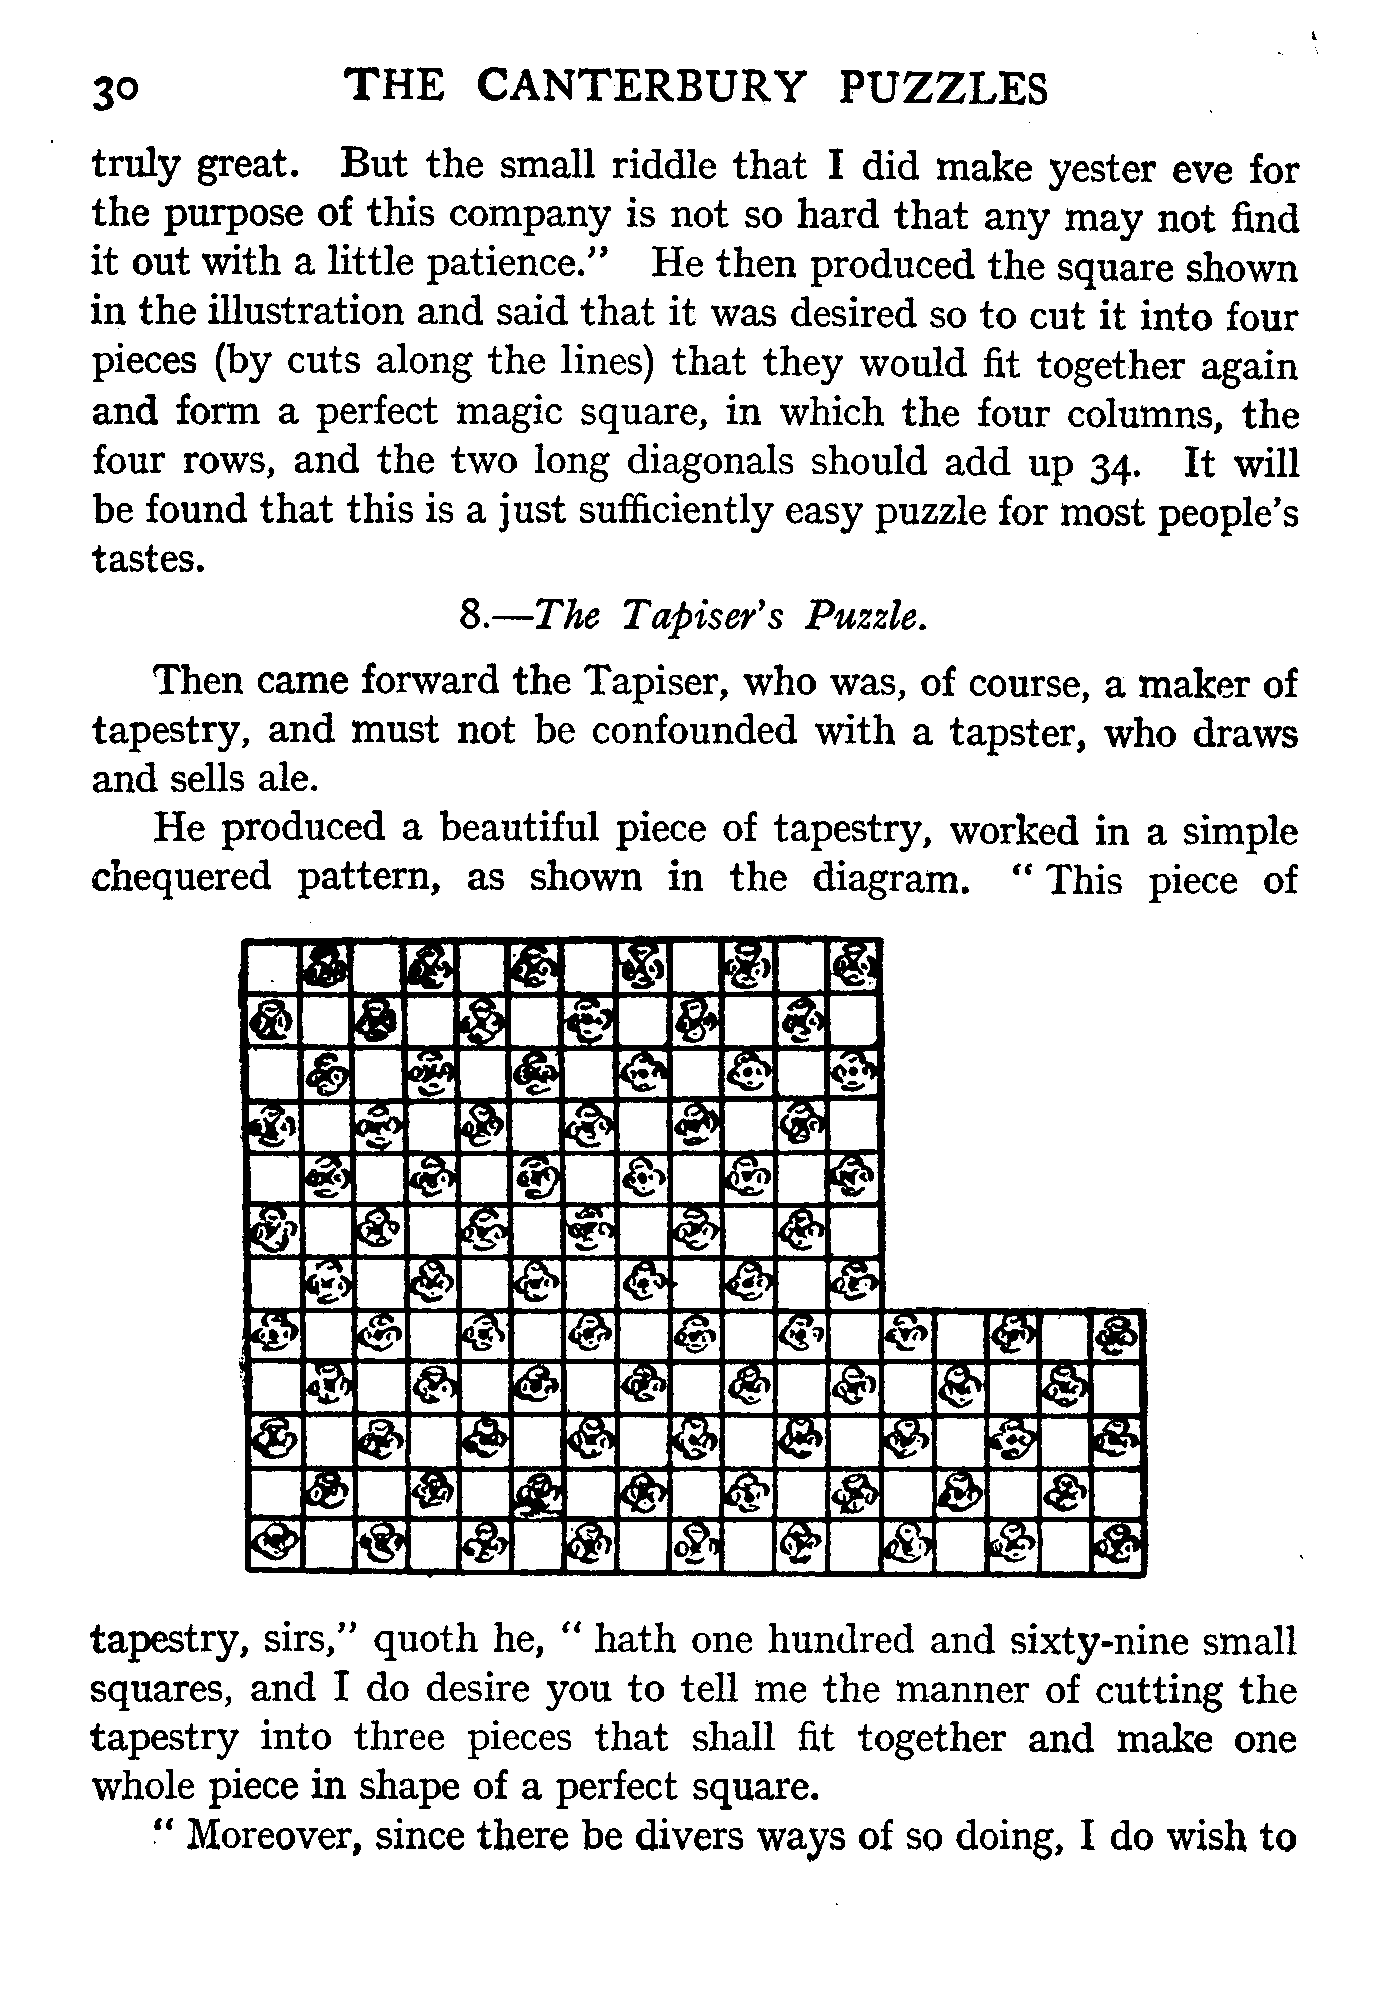 30 THE CANTERBURY PUZZLES
truly great. But the small riddle that I did make yester eve for
the purpose of this company is not so hard that any may not find
it out with a little patience.” He then produced the square shown
in the illustration and said that it was desired so to cut it into four
pieces (by cuts along the lines) that they would fit together again
and form a perfect magic square, in which the four columns, the
four rows, and the two long diagonals should add up 34. It will
be found that this is a just sufficiently easy puzzle for most people’s
tastes.
8.—The Tapiser’s Puzzle.
Then came forward the Tapiser, who was, of course, a maker of
tapestry, and must not be confounded with a tapster, who draws
and sells ale.
He produced a beautiful piece of tapestry, worked in a simple
chequered pattern, as shown in the diagram. “ This piece of
tapestry, sirs,” quoth he, “ hath one hundred and sixty-nine small
squares, and I do desire you to tell me the manner of cutting the
tapestry into three pieces that shall fit together and make one
whole piece in shape of a perfect square.
“ Moreover, since there be divers ways of so doing, I do wish to